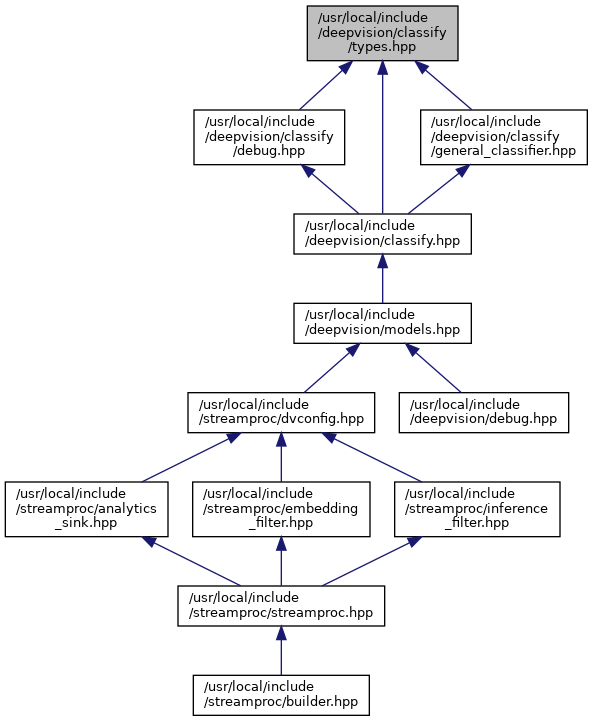 /usr/local/include
/deepvision/classify
/types.hpp
/usr/local/include
/deepvision/classify
/debug.hpp
/usr/local/include
/deepvision/classify
/general_classifier.hpp
/usr/local/include
/deepvision/classify.hpp
/usr/local/include
/deepvision/models.hpp
/usr/local/include
/streamproc/dvconfig.hpp
/usr/local/include
/deepvision/debug.hpp
/usr/local/include
/streamproc/analytics
_sink.hpp
/usr/local/include
/streamproc/embedding
_filter.hpp
/usr/local/include
/streamproc/inference
_filter.hpp
/usr/local/include
/streamproc/streamproc.hpp
/usr/local/include
/streamproc/builder.hpp